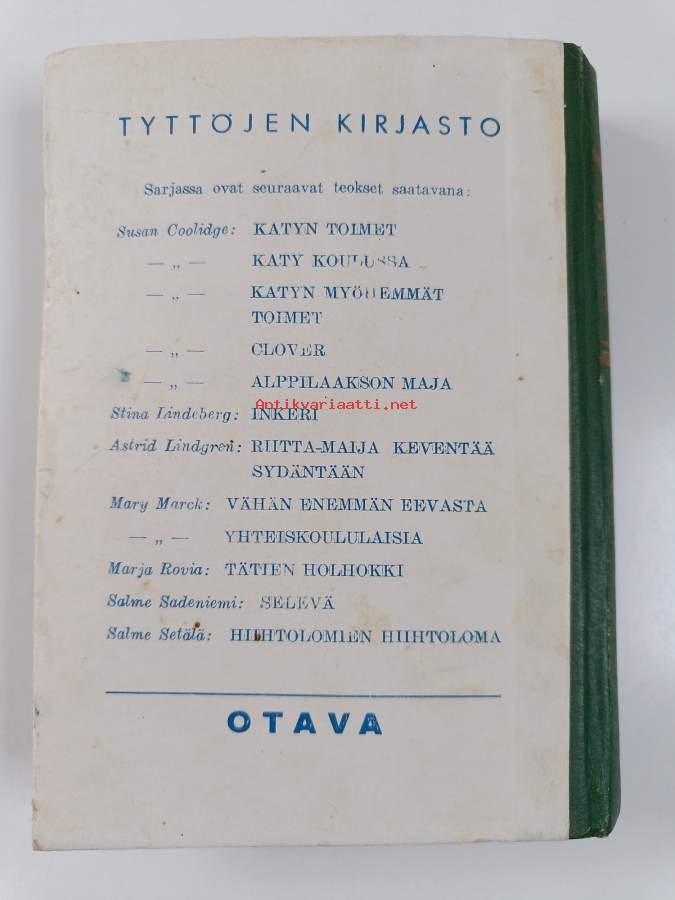 TYTTÖJEN KIRJASTO
Sarjassa ovat seuraavat teokset saatavana:
Susan Coolidge: KATYN TOIMET
— „ — KATY KOULUSSA
— „ — KATYN MYÖHEMMÄT
TOIMET
— „ — CLOVER
— „ — ALPPILAAKSON MAJA
Antikvariaatti.net
Stina Lindeberg: INKERI
Astrid Lindgren: RIITTA-MAIJA KEVENTÄÄ
SYDÄNTÄÄN
Mary Marck: VÄHÄN ENEMMÄN EEVASTA
— „ — YHTEISKOULULAISIA
Marja Rovia: TÄTIEN HOLHOKKI
Salme Sadeniemi: SELEVÄ
Salme Setälä: HIIHTOLOMIEN HIIHTOLOMA
OTAVA